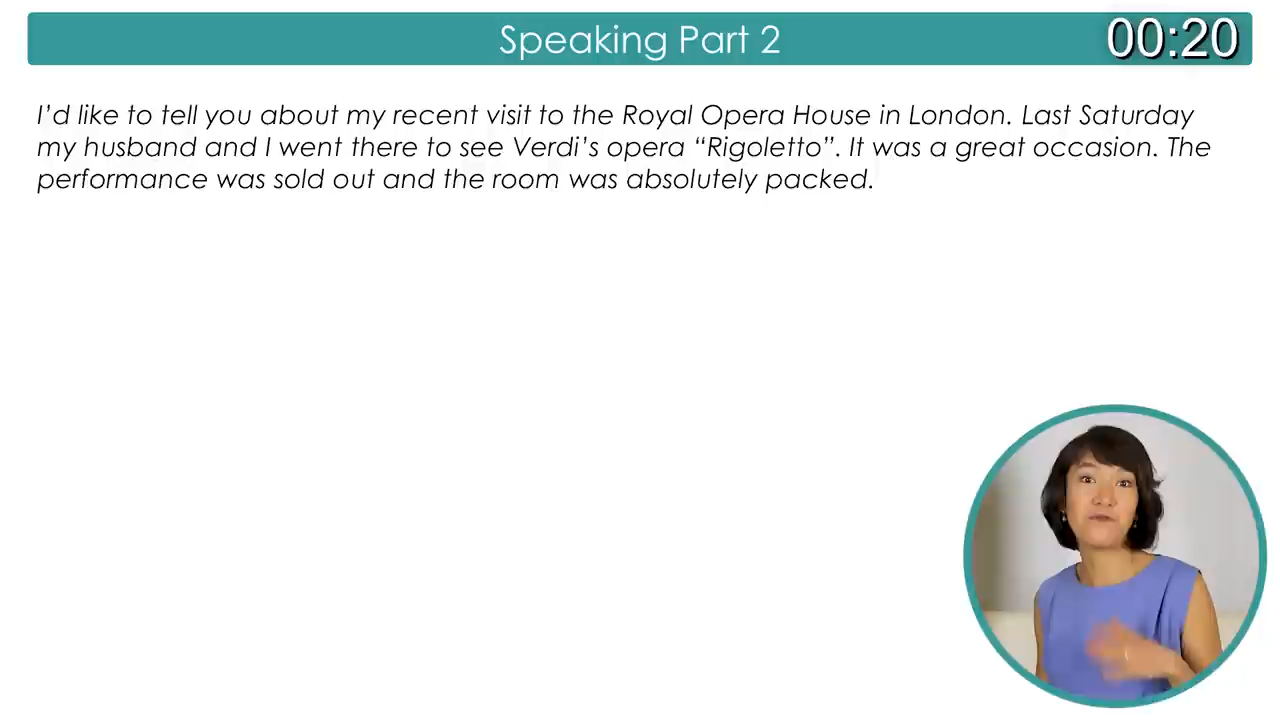 Speaking Part 2
00:20
I’d like to tell you about my recent visit to the Royal Opera House in London. Last Saturday
my husband and I went there to see Verdi’s opera “Rigoletto”. It was a great occasion. The
performance was sold out and the room was absolutely packed.